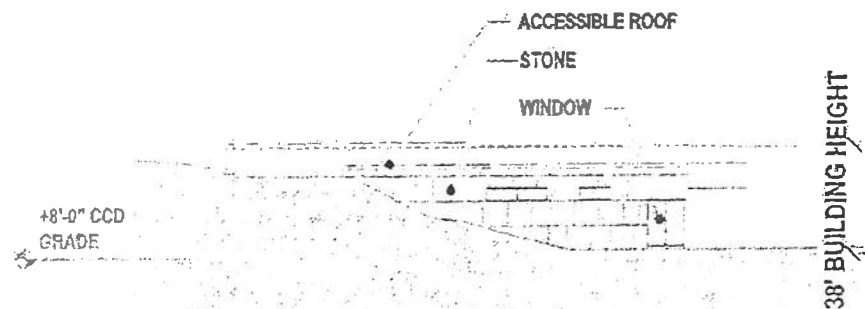 ACCESSIBLE ROOF
STONE
WINDOW
+8'-0" CCD
GRADE
38' BUILDING HEIGHT